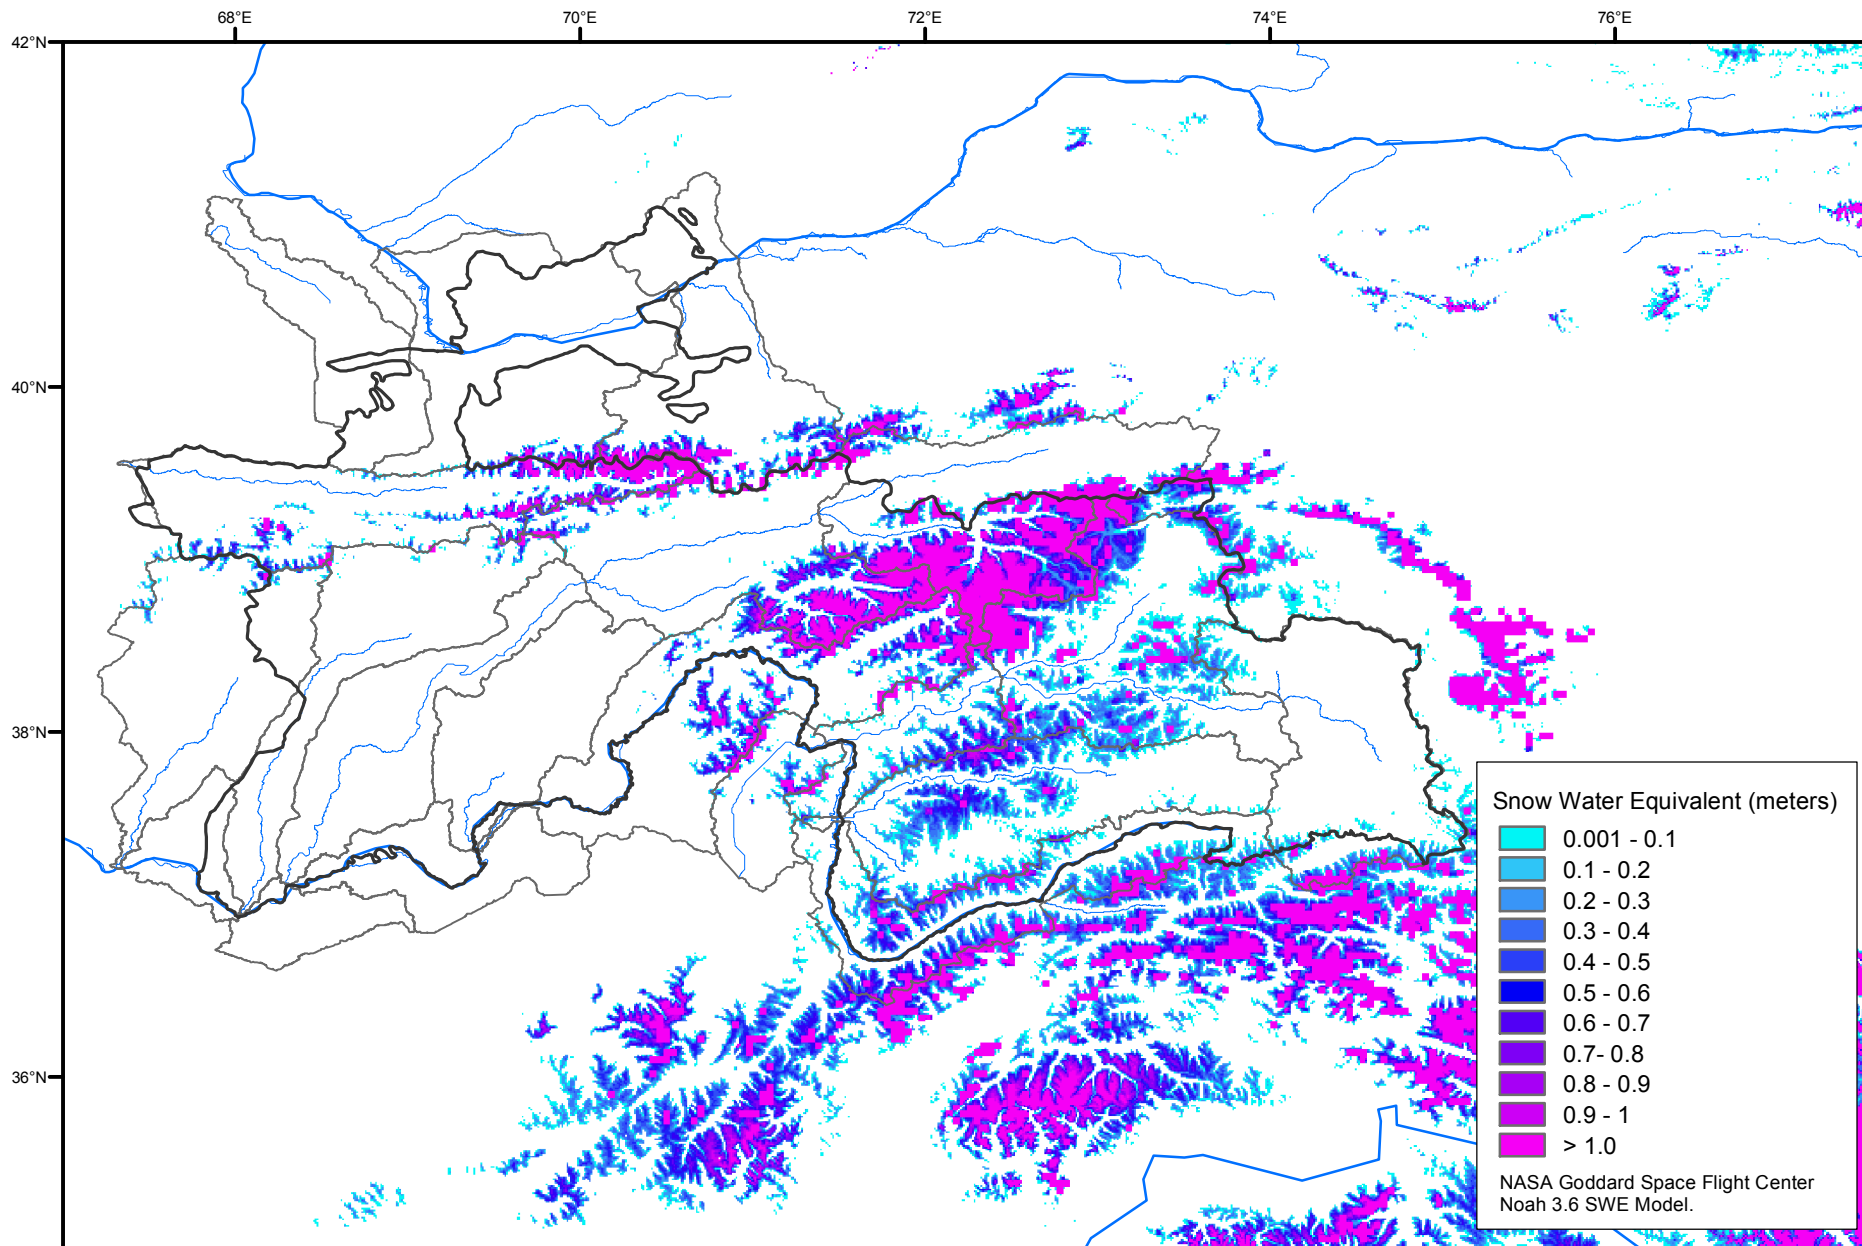 68°E 70°E 72°E 74°E 76°E
42°N
40°N
38°N
36°N
Snow Water Equivalent (meters)
0.001 - 0.1
0.1 - 0.2
0.2 - 0.3
0.3 - 0.4
0.4 - 0.5
0.5 - 0.6
0.6 - 0.7
0.7- 0.8
0.8 - 0.9
0.9 - 1
> 1.0
NASA Goddard Space Flight Center
Noah 3.6 SWE Model.